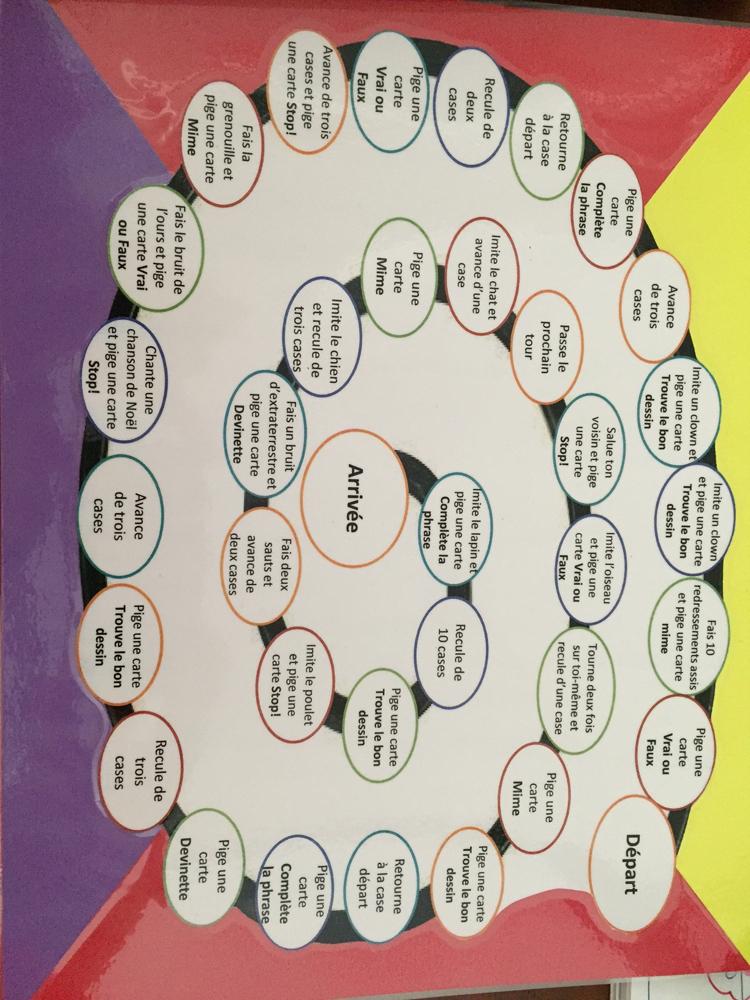 Départ
Pige une
carte
Vrai ou
Faux
Fais 10
redressements assis
et pige une carte
mime
Imite un clown
et pige une carte
Trouve le bon
dessin
Imite un clown et
pige une carte
Trouve le bon
dessin
Avance
de trois
cases
Pige une
carte
Complète
la phrase
Retourne
à la case
départ
Recule de
deux
cases
Pige une
carte
Vrai ou
Faux
Avance de trois
cases et pige
une carte Stop!
Fais la
grenouille et
pige une carte
Mime
Fais le bruit de
l'ours et pige
une carte Vrai
ou Faux
Chante une
chanson de Noël
et pige une carte
Stop!
Avance
de trois
cases
Pige une carte
Trouve le bon
dessin
Recule de
trois
cases
Pige une
carte
Devinette
Pige une
carte
Complète
la phrase
Retourne
à la case
départ
Pige une carte
Trouve le bon
dessin
Pige une
carte
Mime
Tourne deux fois
sur toi-même et
recule d'une case
Imite l'oiseau
et pige une
carte Vrai ou
Faux
Salue ton
voisin et pige
une carte
Stop!
Passe le
prochain
tour
Imite le chat et
avance d'une
case
Pige une
carte
Mime
Imite le chien
et recule de
trois cases
Fais un bruit
d'extraterrestre et
pige une carte
Devinette
Fais deux
sauts et
avance de
deux cases
Imite le poulet
et pige une
carte Stop!
Pige une carte
Trouve le bon
dessin
Recule de
10 cases
Imite le lapin et
pige une carte
Complète la
phrase
Arrivée